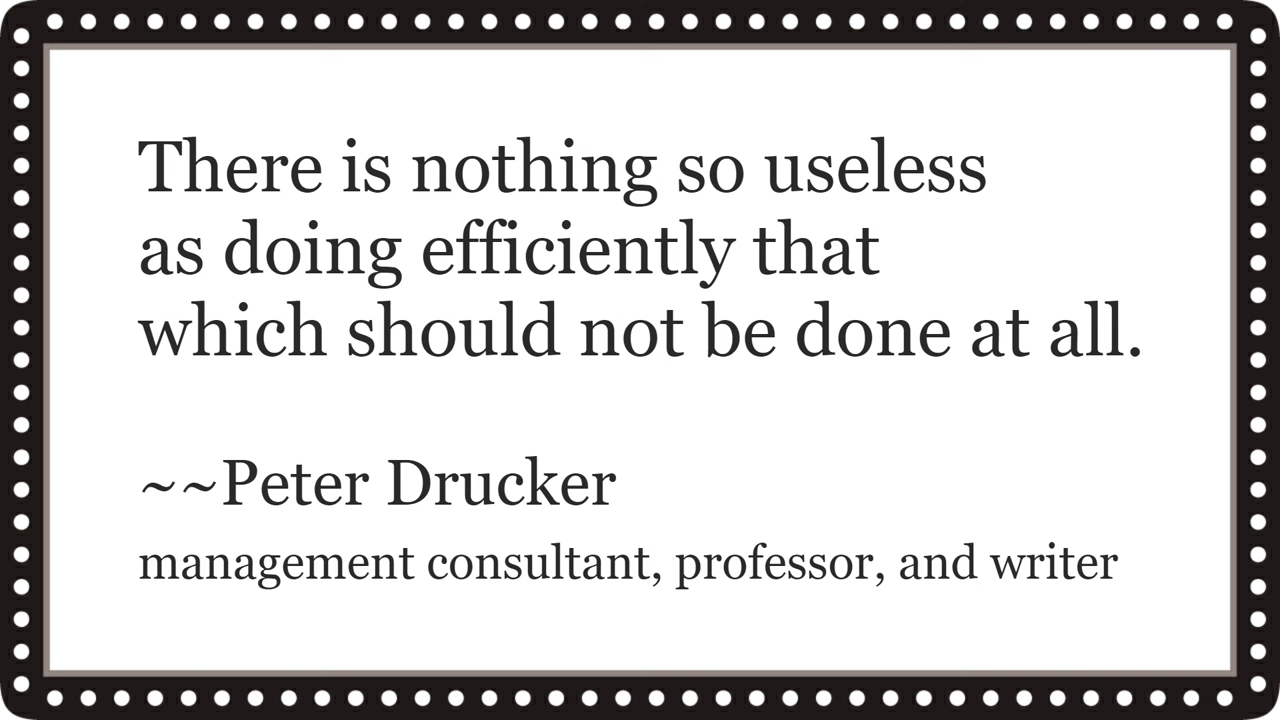 There is nothing so useless
as doing efficiently that
which should not be done at all.
~~Peter Drucker
management consultant, professor, and writer